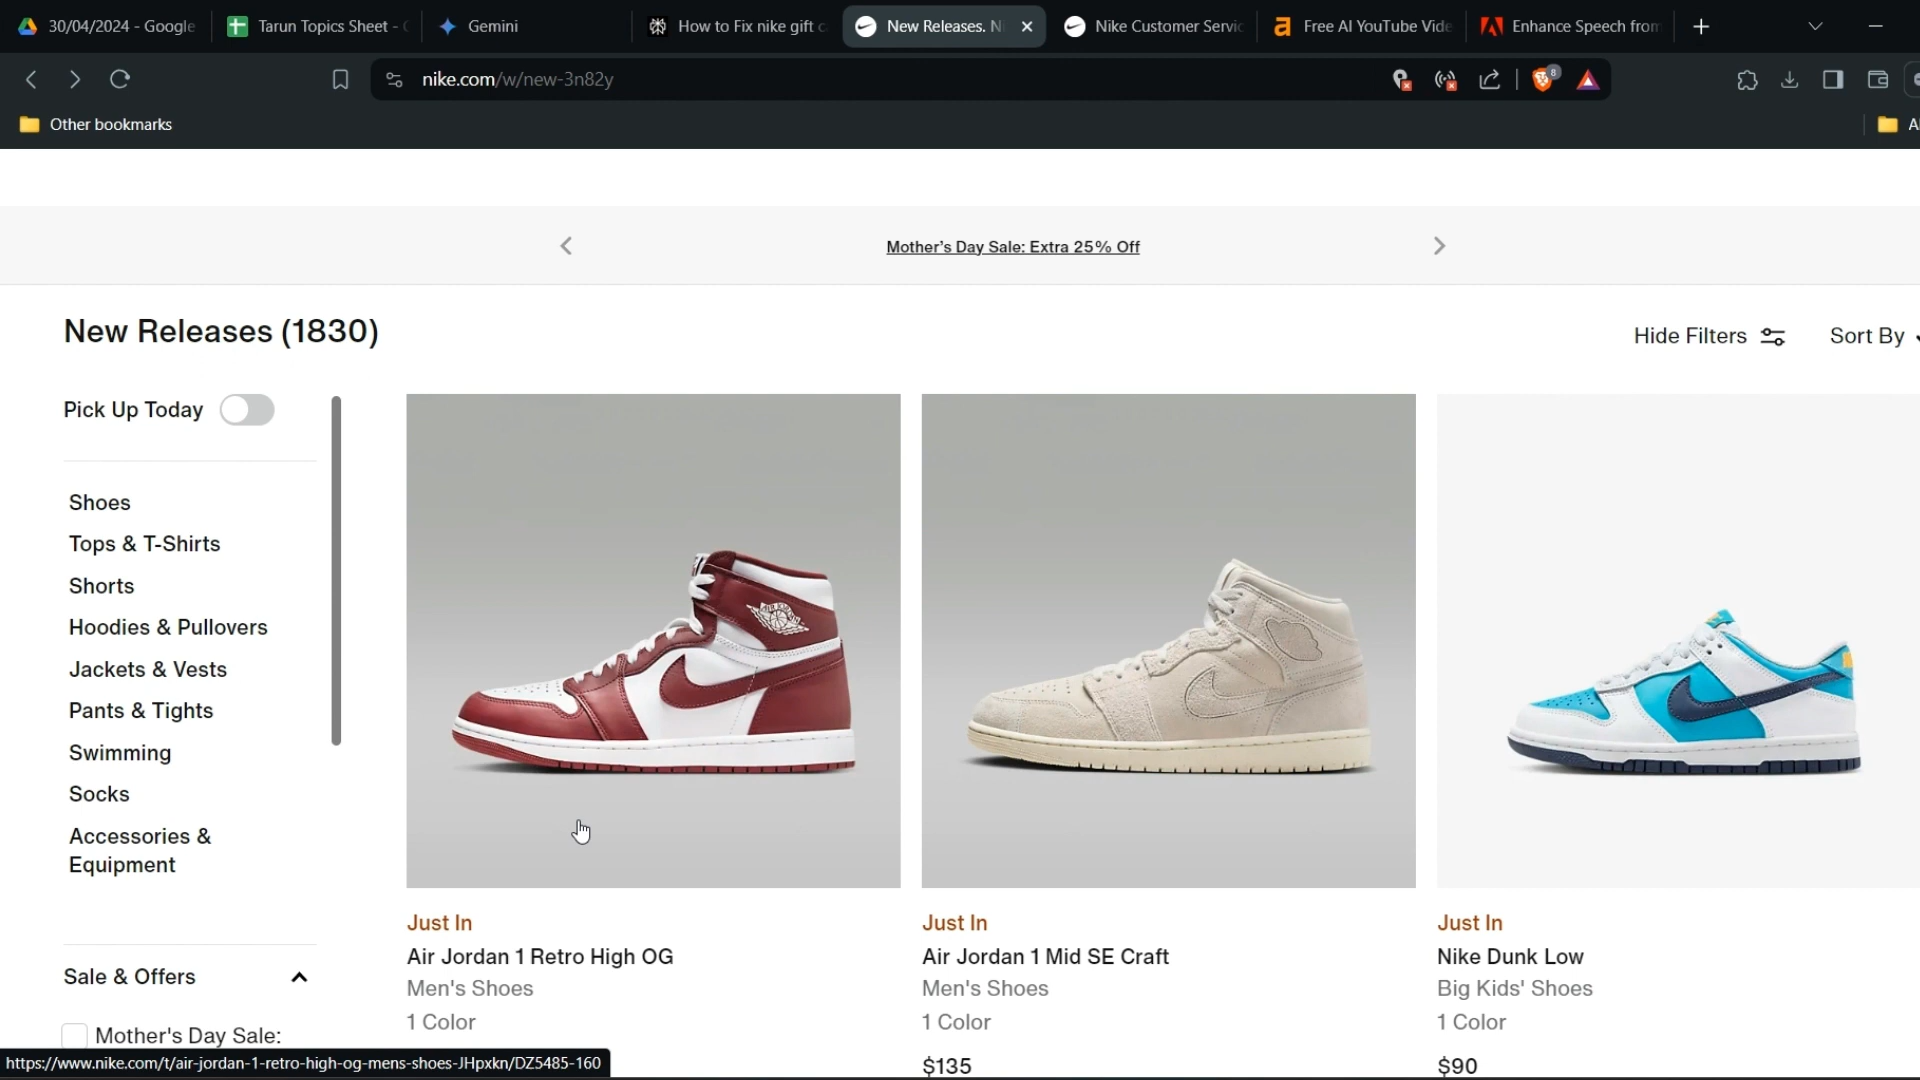 30/04/2024 - Google
Tarun Topics Sheet -
Gemini
How to Fix nike gift c
New Releases. N
Nike Customer Servic
Free AI YouTube Vide
Enhance Speech from
nike.com/w/new-3n82y
8
Other bookmarks
Mother's Day Sale: Extra 25% Off
New Releases (1830)
Hide Filters
Sort By
Pick Up Today
Shoes
Tops & T-Shirts
Shorts
Hoodies & Pullovers
Jackets & Vests
Pants & Tights
Swimming
Socks
Accessories &
Equipment
Sale & Offers
Mother's Day Sale:
Just In
Air Jordan 1 Retro High OG
Men's Shoes
1 Color
Just In
Air Jordan 1 Mid SE Craft
Men's Shoes
1 Color
$135
Just In
Nike Dunk Low
Big Kids' Shoes
1 Color
$90
https://www.nike.com/t/air-jordan-1-retro-high-og-mens-shoes-JHpxkn/DZ5485-160